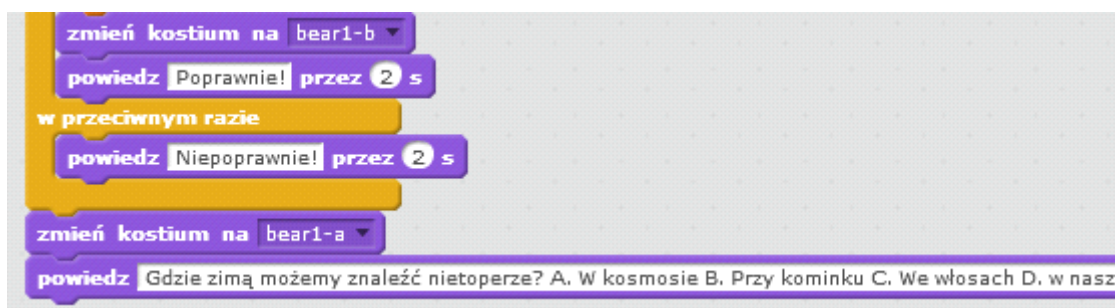 zmień kostium na bear1-b
powiedz Poprawnie! przez 2 s
w przeciwnym razie
powiedz Niepoprawnie! przez 2 s
zmień kostium na bear1-a
powiedz Gdzie zimą możemy znaleźć nietoperze? A. W kosmosie B. Przy kominku C. We włosach D. w nasz